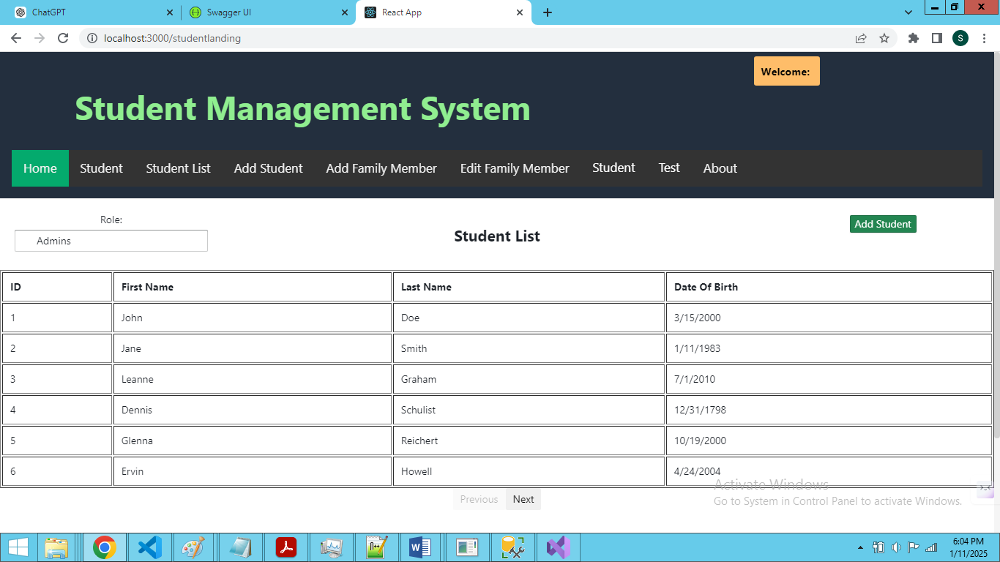 ChatGPT Swagger UI React App
localhost:3000/studentlanding S
Welcome:
Student Management System
Home Student Student List Add Student Add Family Member Edit Family Member Student Test About
Role:
Admins
Student List
Add Student
ID First Name Last Name Date Of Birth
1 John Doe 3/15/2000
2 Jane Smith 1/11/1983
3 Leanne Graham 7/1/2010
4 Dennis Schulist 12/31/1798
5 Glenna Reichert 10/19/2000
6 Ervin Howell 4/24/2004
Previous Next
Activate Windows
Go to System in Control Panel to activate Windows.
6:04 PM
1/11/2025